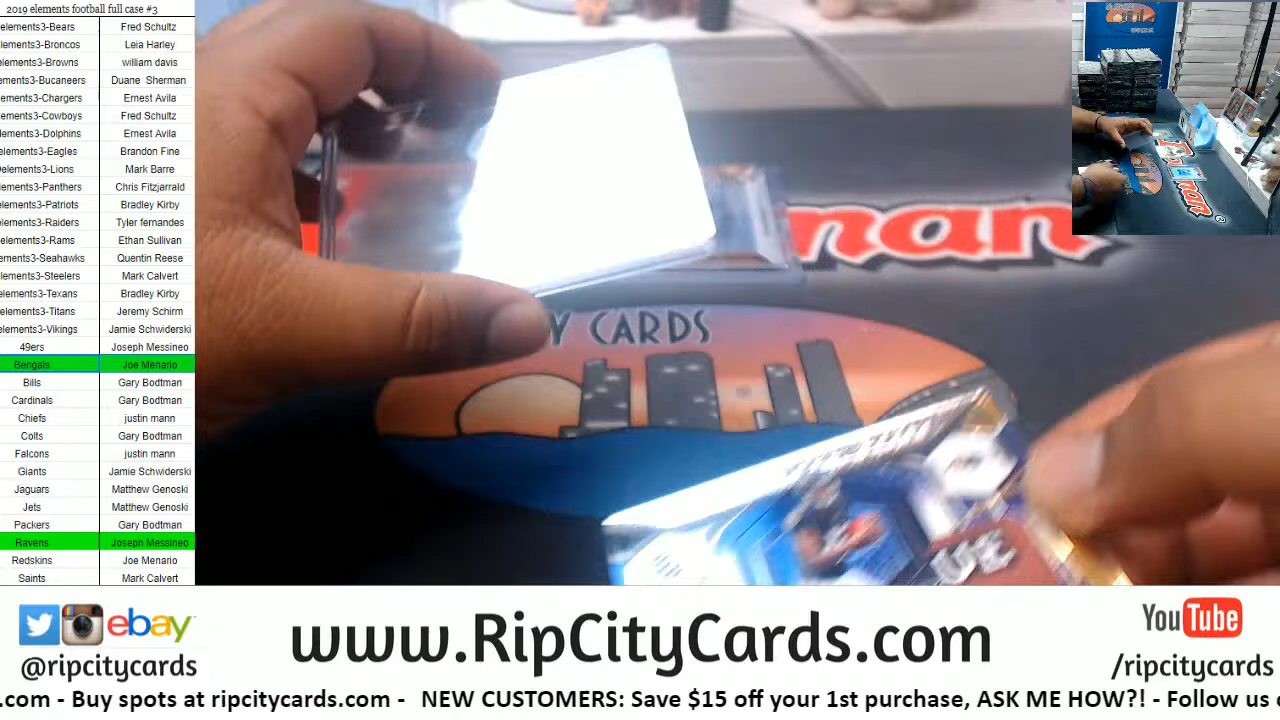 2019 elements football full case #3
elements3-Bears Fred Schultz
elements3-Broncos Leia Harley
elements3-Browns william davis
ements3-Bucaneers Duane Sherman
lements3-Chargers Ernest Avila
ements3-Cowboys Fred Schultz
elements3-Dolphins Ernest Avila
elements3-Eagles Brandon Fine
elements3-Lions Mark Barre
ements3-Panthers Chris Fitzjarrald
elements3-Patriots Bradley Kirby
elements3-Raiders Tyler fernandes
elements3-Rams Ethan Sullivan
ements3-Seahawks Quentin Reese
elements3-Steelers Mark Calvert
elements3-Texans Bradley Kirby
elements3-Titans Jeremy Schirm
elements3-Vikings Jamie Schwiderski
49ers Joseph Messineo
Bengals Joe Menario
Bills Gary Bodtman
Cardinals Gary Bodtman
Chiefs justin mann
Colts Gary Bodtman
Falcons justin mann
Giants Jamie Schwiderski
Jaguars Matthew Genoski
Jets Matthew Genoski
Packers Gary Bodtman
Ravens Joseph Messineo
Redskins Joe Menario
Saints Mark Calvert
nan
Y CARDS
ebay
@ripcitycards
www.RipCityCards.com
YouTube
/ripcitycards
.com - Buy spots at ripcitycards.com - NEW CUSTOMERS: Save $15 off your 1st purchase, ASK ME HOW?! - Follow us